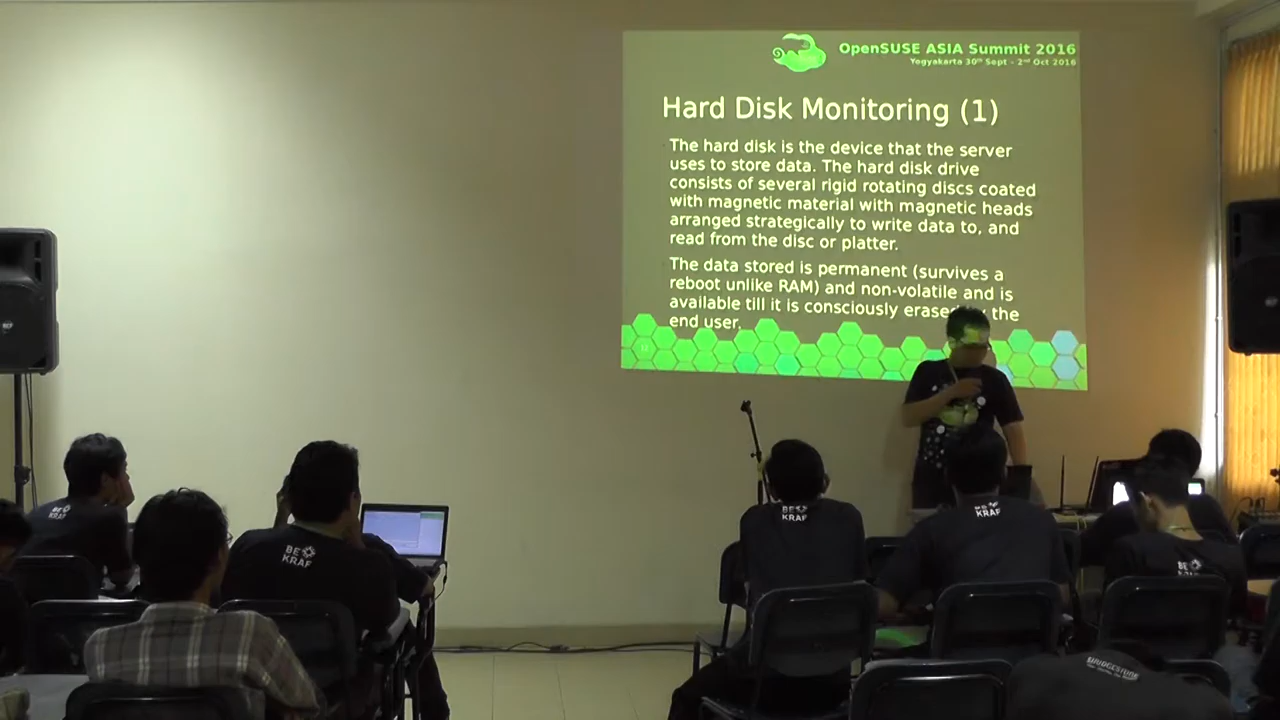 OpenSUSE ASIA Summit 2016
Yogyakarta 30th Sept - 2nd Oct 2016
Hard Disk Monitoring (1)
The hard disk is the device that the server
uses to store data. The hard disk drive
consists of several rigid rotating discs coated
with magnetic material with magnetic heads
arranged strategically to write data to, and
read from the disc or platter.
The data stored is permanent (survives a
reboot unlike RAM) and non-volatile and is
available till it is consciously erased the
end user.
BE
KRAF
BE
KRAF
BE
KRAF
BE
KRAF
BE
BRIDGESTONE